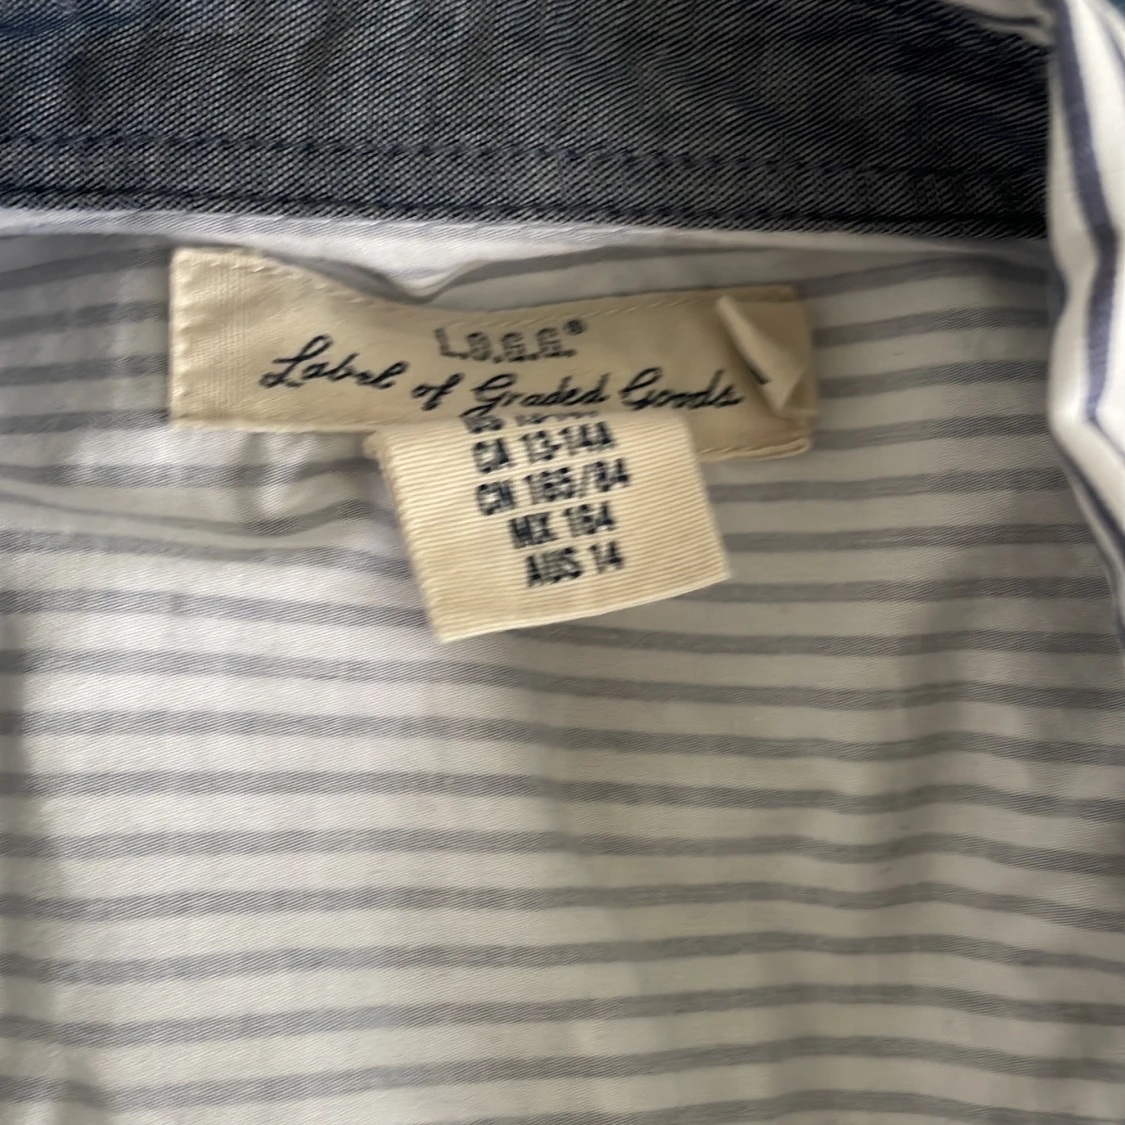 L.O.G.G.®
Label of Graded Goods
CA 13-14A
CN 165/84
MX 164
AUS 14